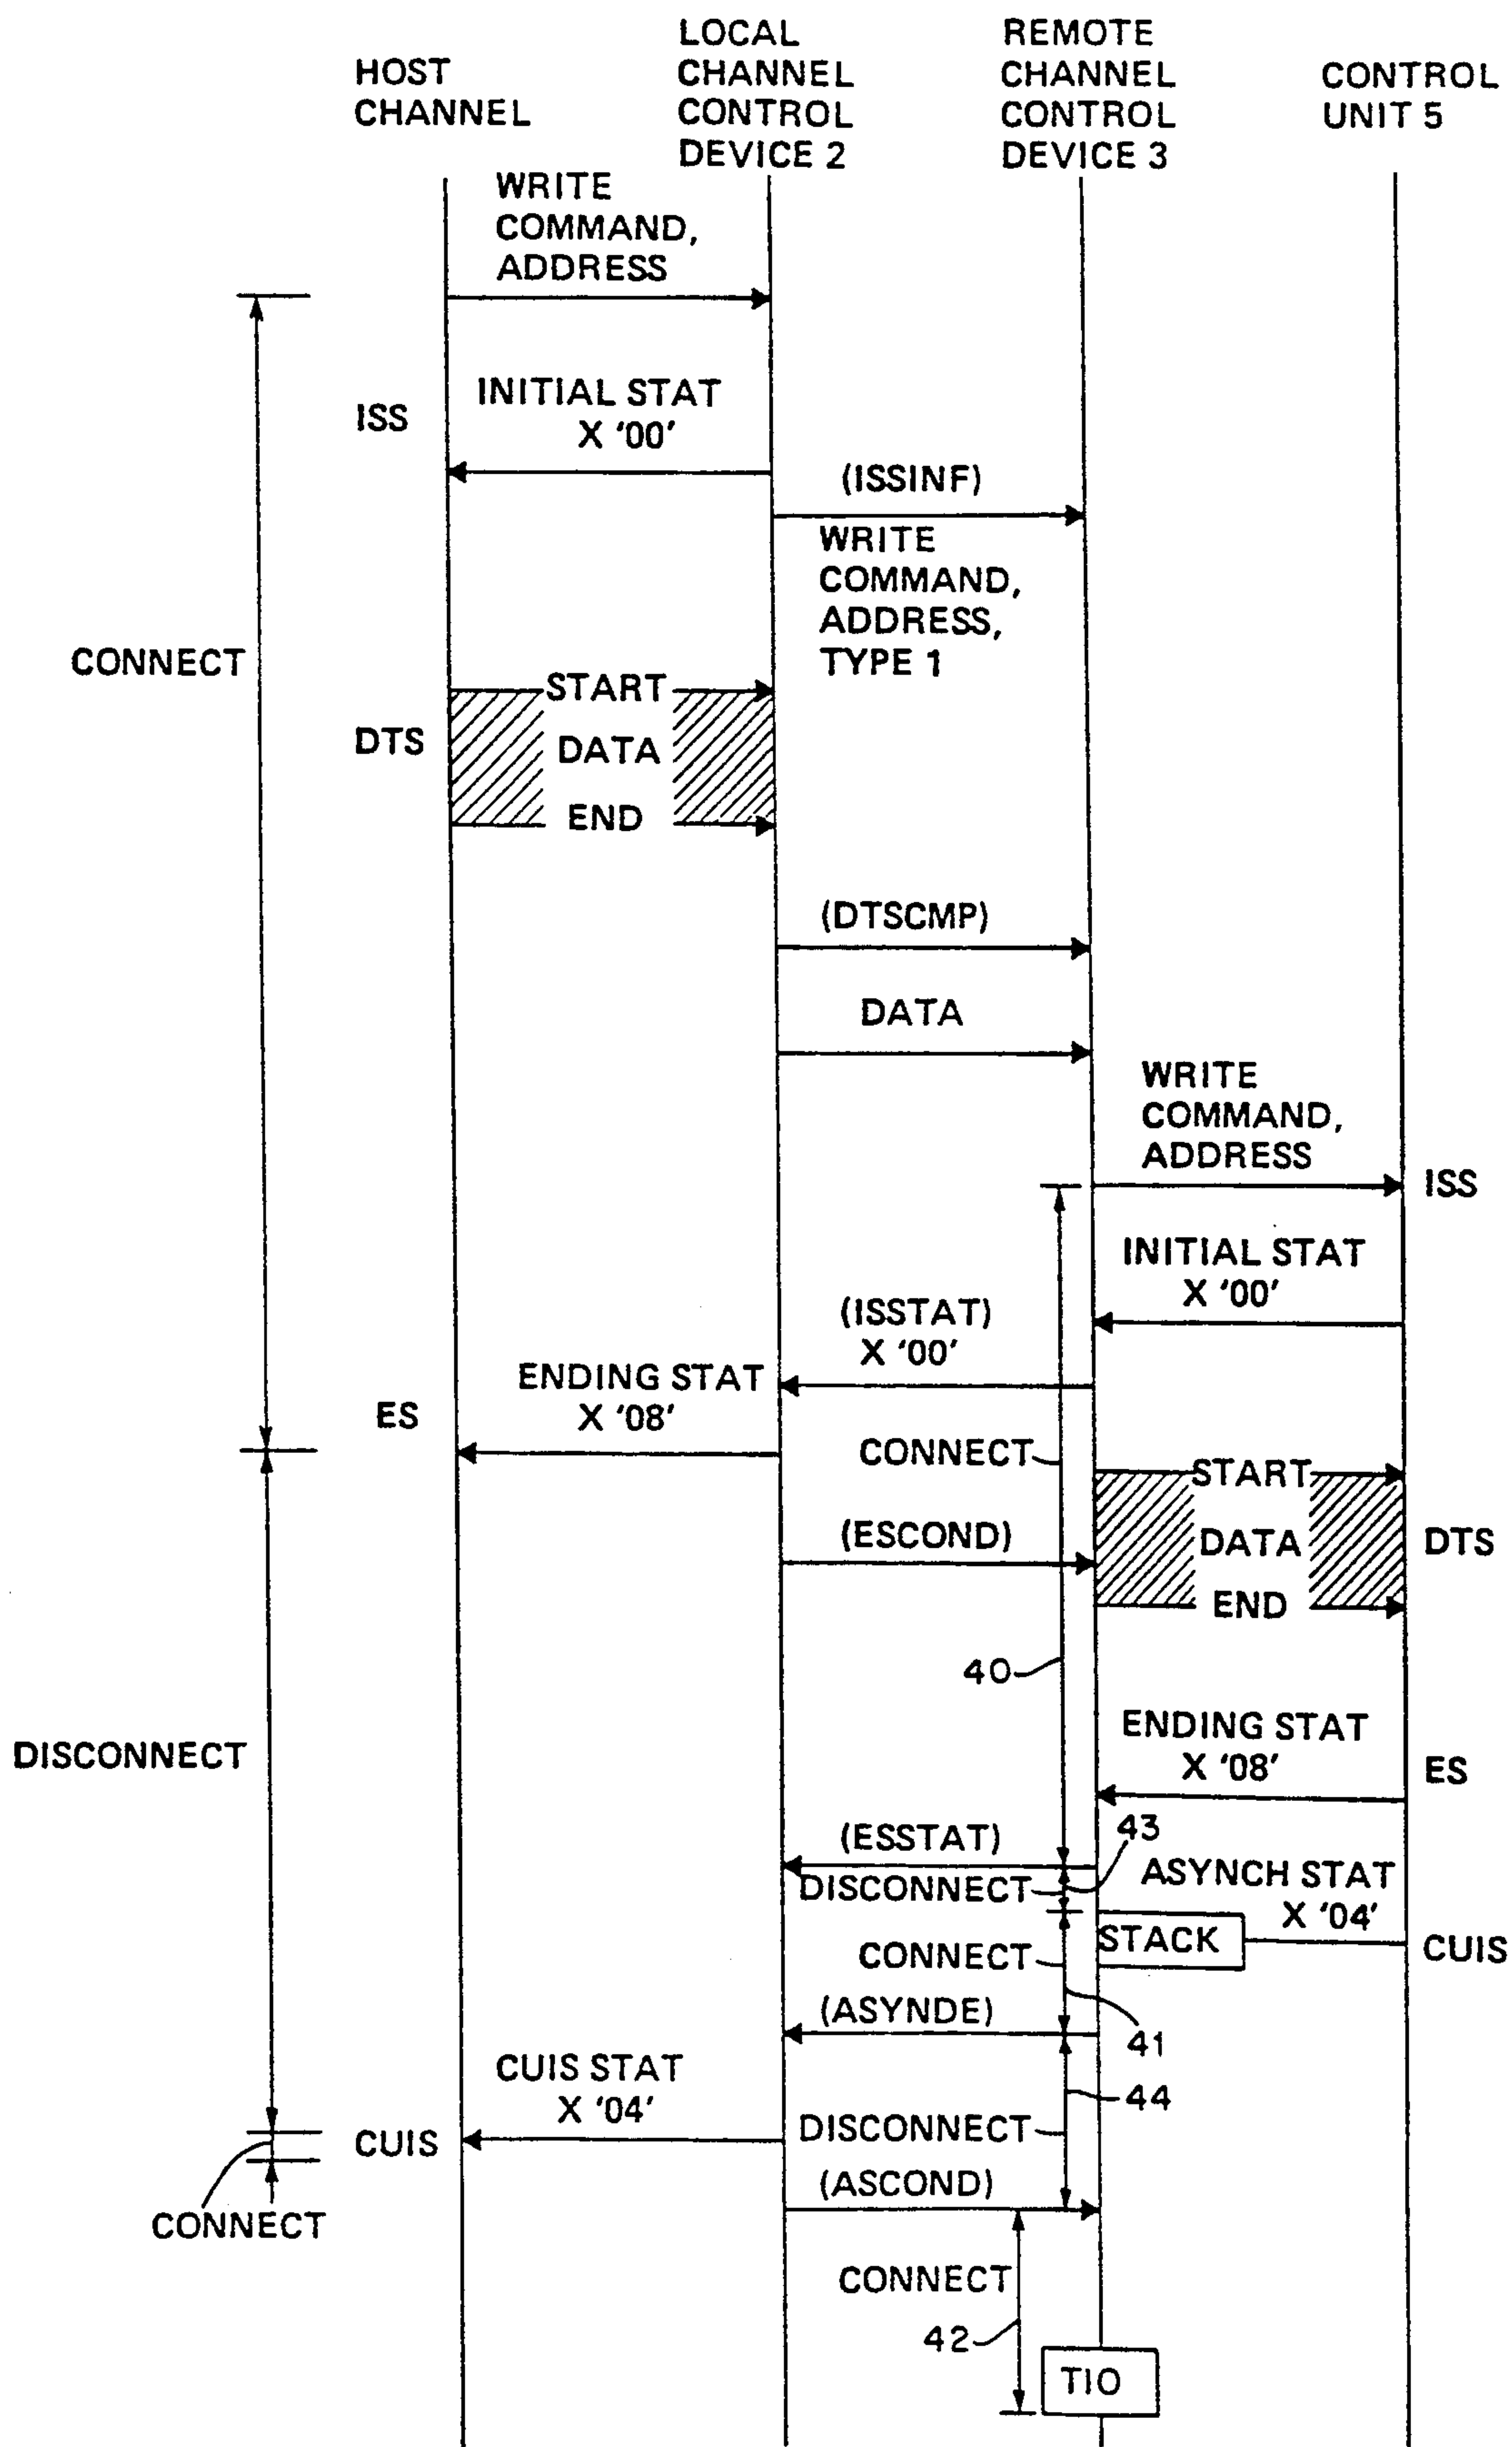 HOST
CHANNEL
LOCAL
CHANNEL
CONTROL
DEVICE 2
REMOTE
CHANNEL
CONTROL
DEVICE 3
CONTROL
UNIT 5
WRITE
COMMAND,
ADDRESS
ISS
INITIAL STAT
X '00'
(ISSINF)
WRITE
COMMAND,
ADDRESS,
TYPE 1
CONNECT
DTS
START
DATA
END
(DTSCMP)
DATA
WRITE
COMMAND,
ADDRESS
ISS
INITIAL STAT
X '00'
(ISSTAT)
X '00'
ENDING STAT
X '08'
ES
CONNECT
START
DATA
END
DTS
(ESCOND)
40
DISCONNECT
ENDING STAT
X '08'
ES
(ESSTAT)
43
DISCONNECT
ASYNCH STAT
X '04'
STACK
CUIS
CONNECT
(ASYNDE)
41
CUIS STAT
X '04'
44
CUIS
DISCONNECT
(ASCOND)
CONNECT
CONNECT
42
TIO